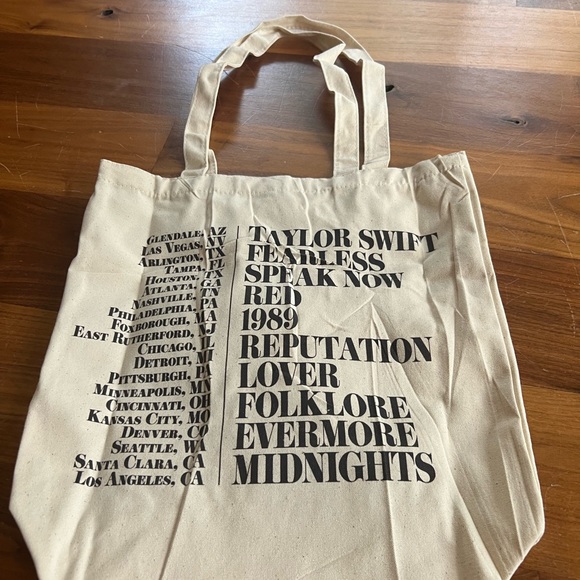 Glendale, AZ
Las Vegas, NV
Arlington, TX
Tampa, FL
Houston, TX
Atlanta, GA
Nashville, TN
Philadelphia, PA
Foxborough, MA
East Rutherford, NJ
Chicago, IL
Detroit, MI
Pittsburgh, PA
Minneapolis, MN
Cincinnati, OH
Kansas City, MO
Denver, CO
Seattle, WA
Santa Clara, CA
Los Angeles, CA
TAYLOR SWIFT
FEARLESS
SPEAK NOW
RED
1989
REPUTATION
LOVER
FOLKLORE
EVERMORE
MIDNIGHTS